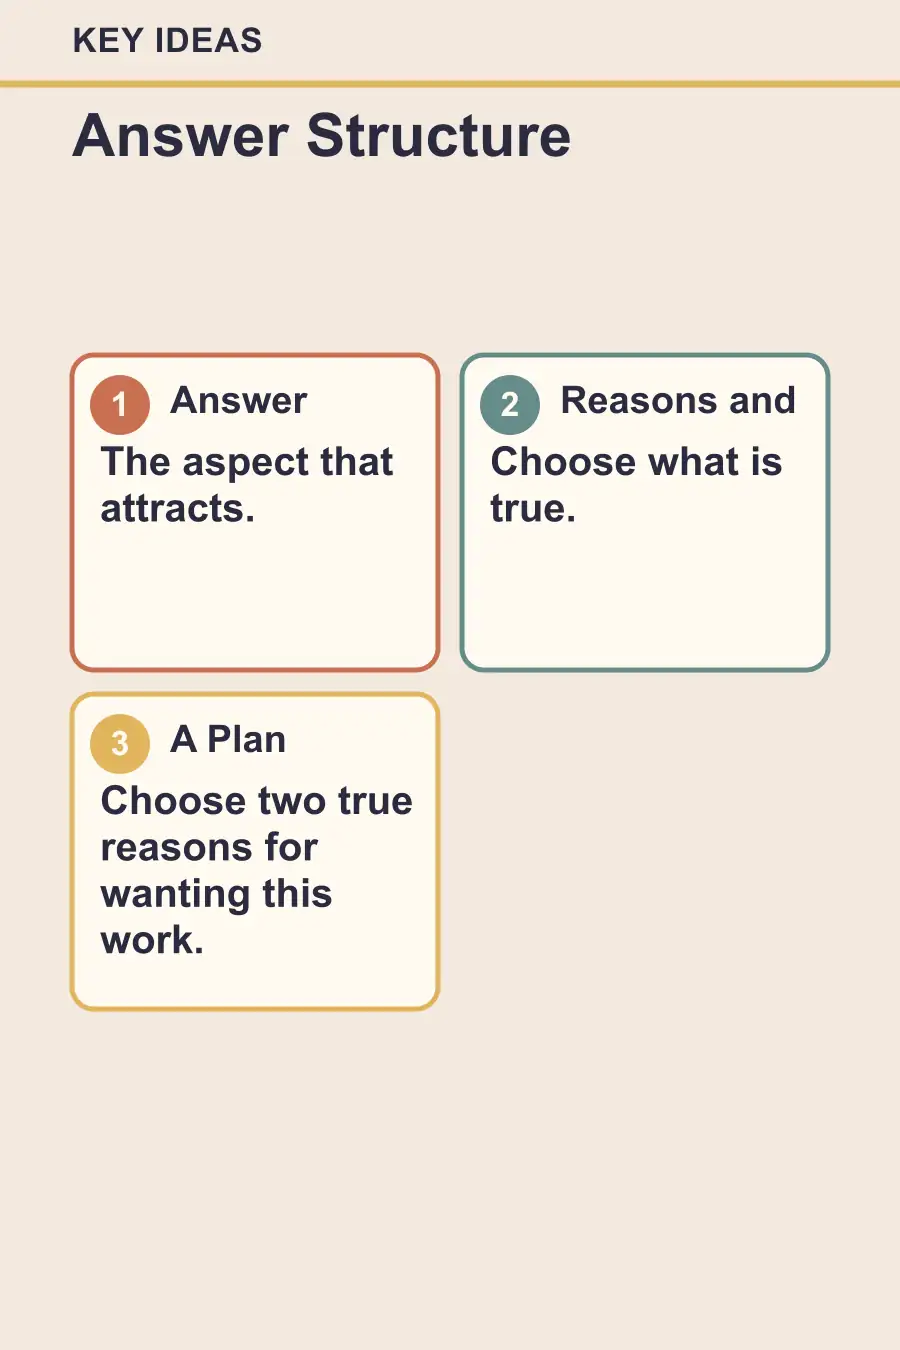 KEY IDEAS
Answer Structure
1
Answer
The aspect that
attracts.
2
Reasons and
Choose what is
true.
3
A Plan
Choose two true
reasons for
wanting this
work.